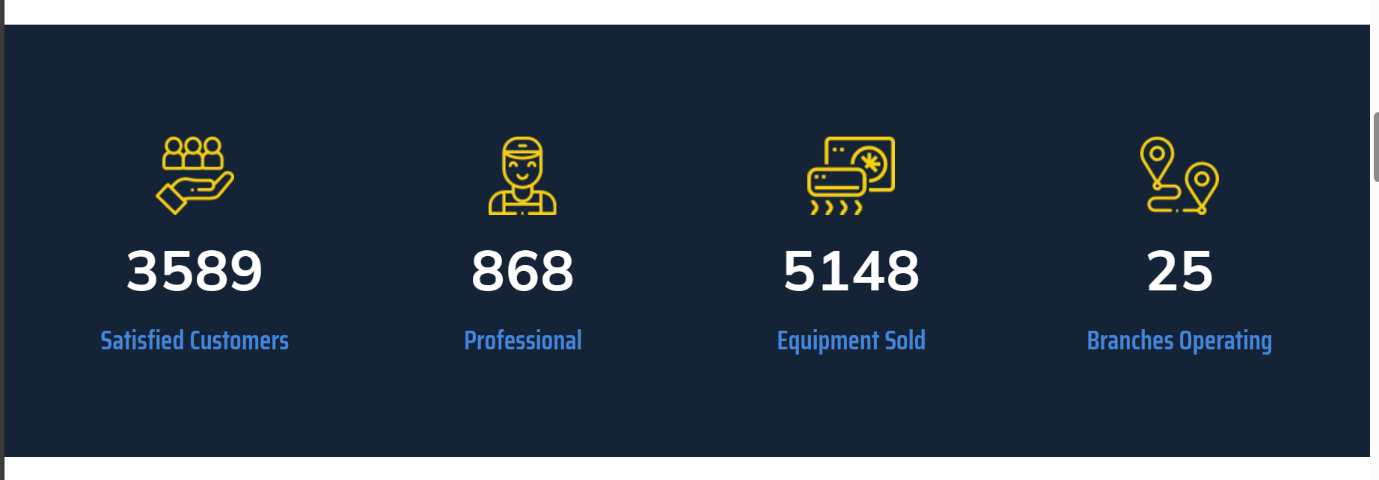 3589
868
5148
25
Satisfied Customers
Professional
Equipment Sold
Branches Operating